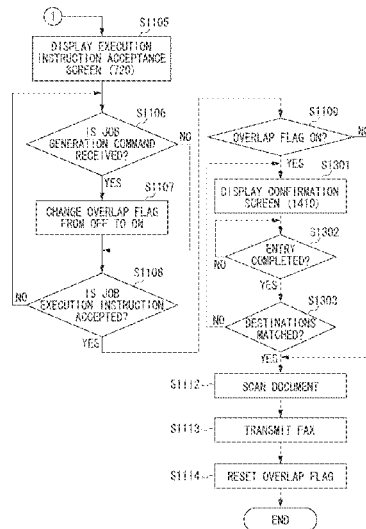 1
S1105
DISPLAY EXECUTION
INSTRUCTION ACCEPTANCE
SCREEN (720)
S1106
IS JOB
GENERATION COMMAND
RECEIVED?
NO
YES
S1107
CHANGE OVERLAP FLAG
FROM OFF TO ON
S1108
IS JOB
EXECUTION INSTRUCTION
ACCEPTED?
NO
YES
S1109
OVERLAP FLAG ON?
NO
YES
S1301
DISPLAY CONFIRMATION
SCREEN (1410)
S1302
ENTRY
COMPLETED?
NO
YES
S1303
DESTINATIONS
MATCHED?
NO
YES
S1112
SCAN DOCUMENT
S1113
TRANSMIT FAX
S1114
RESET OVERLAP FLAG
END